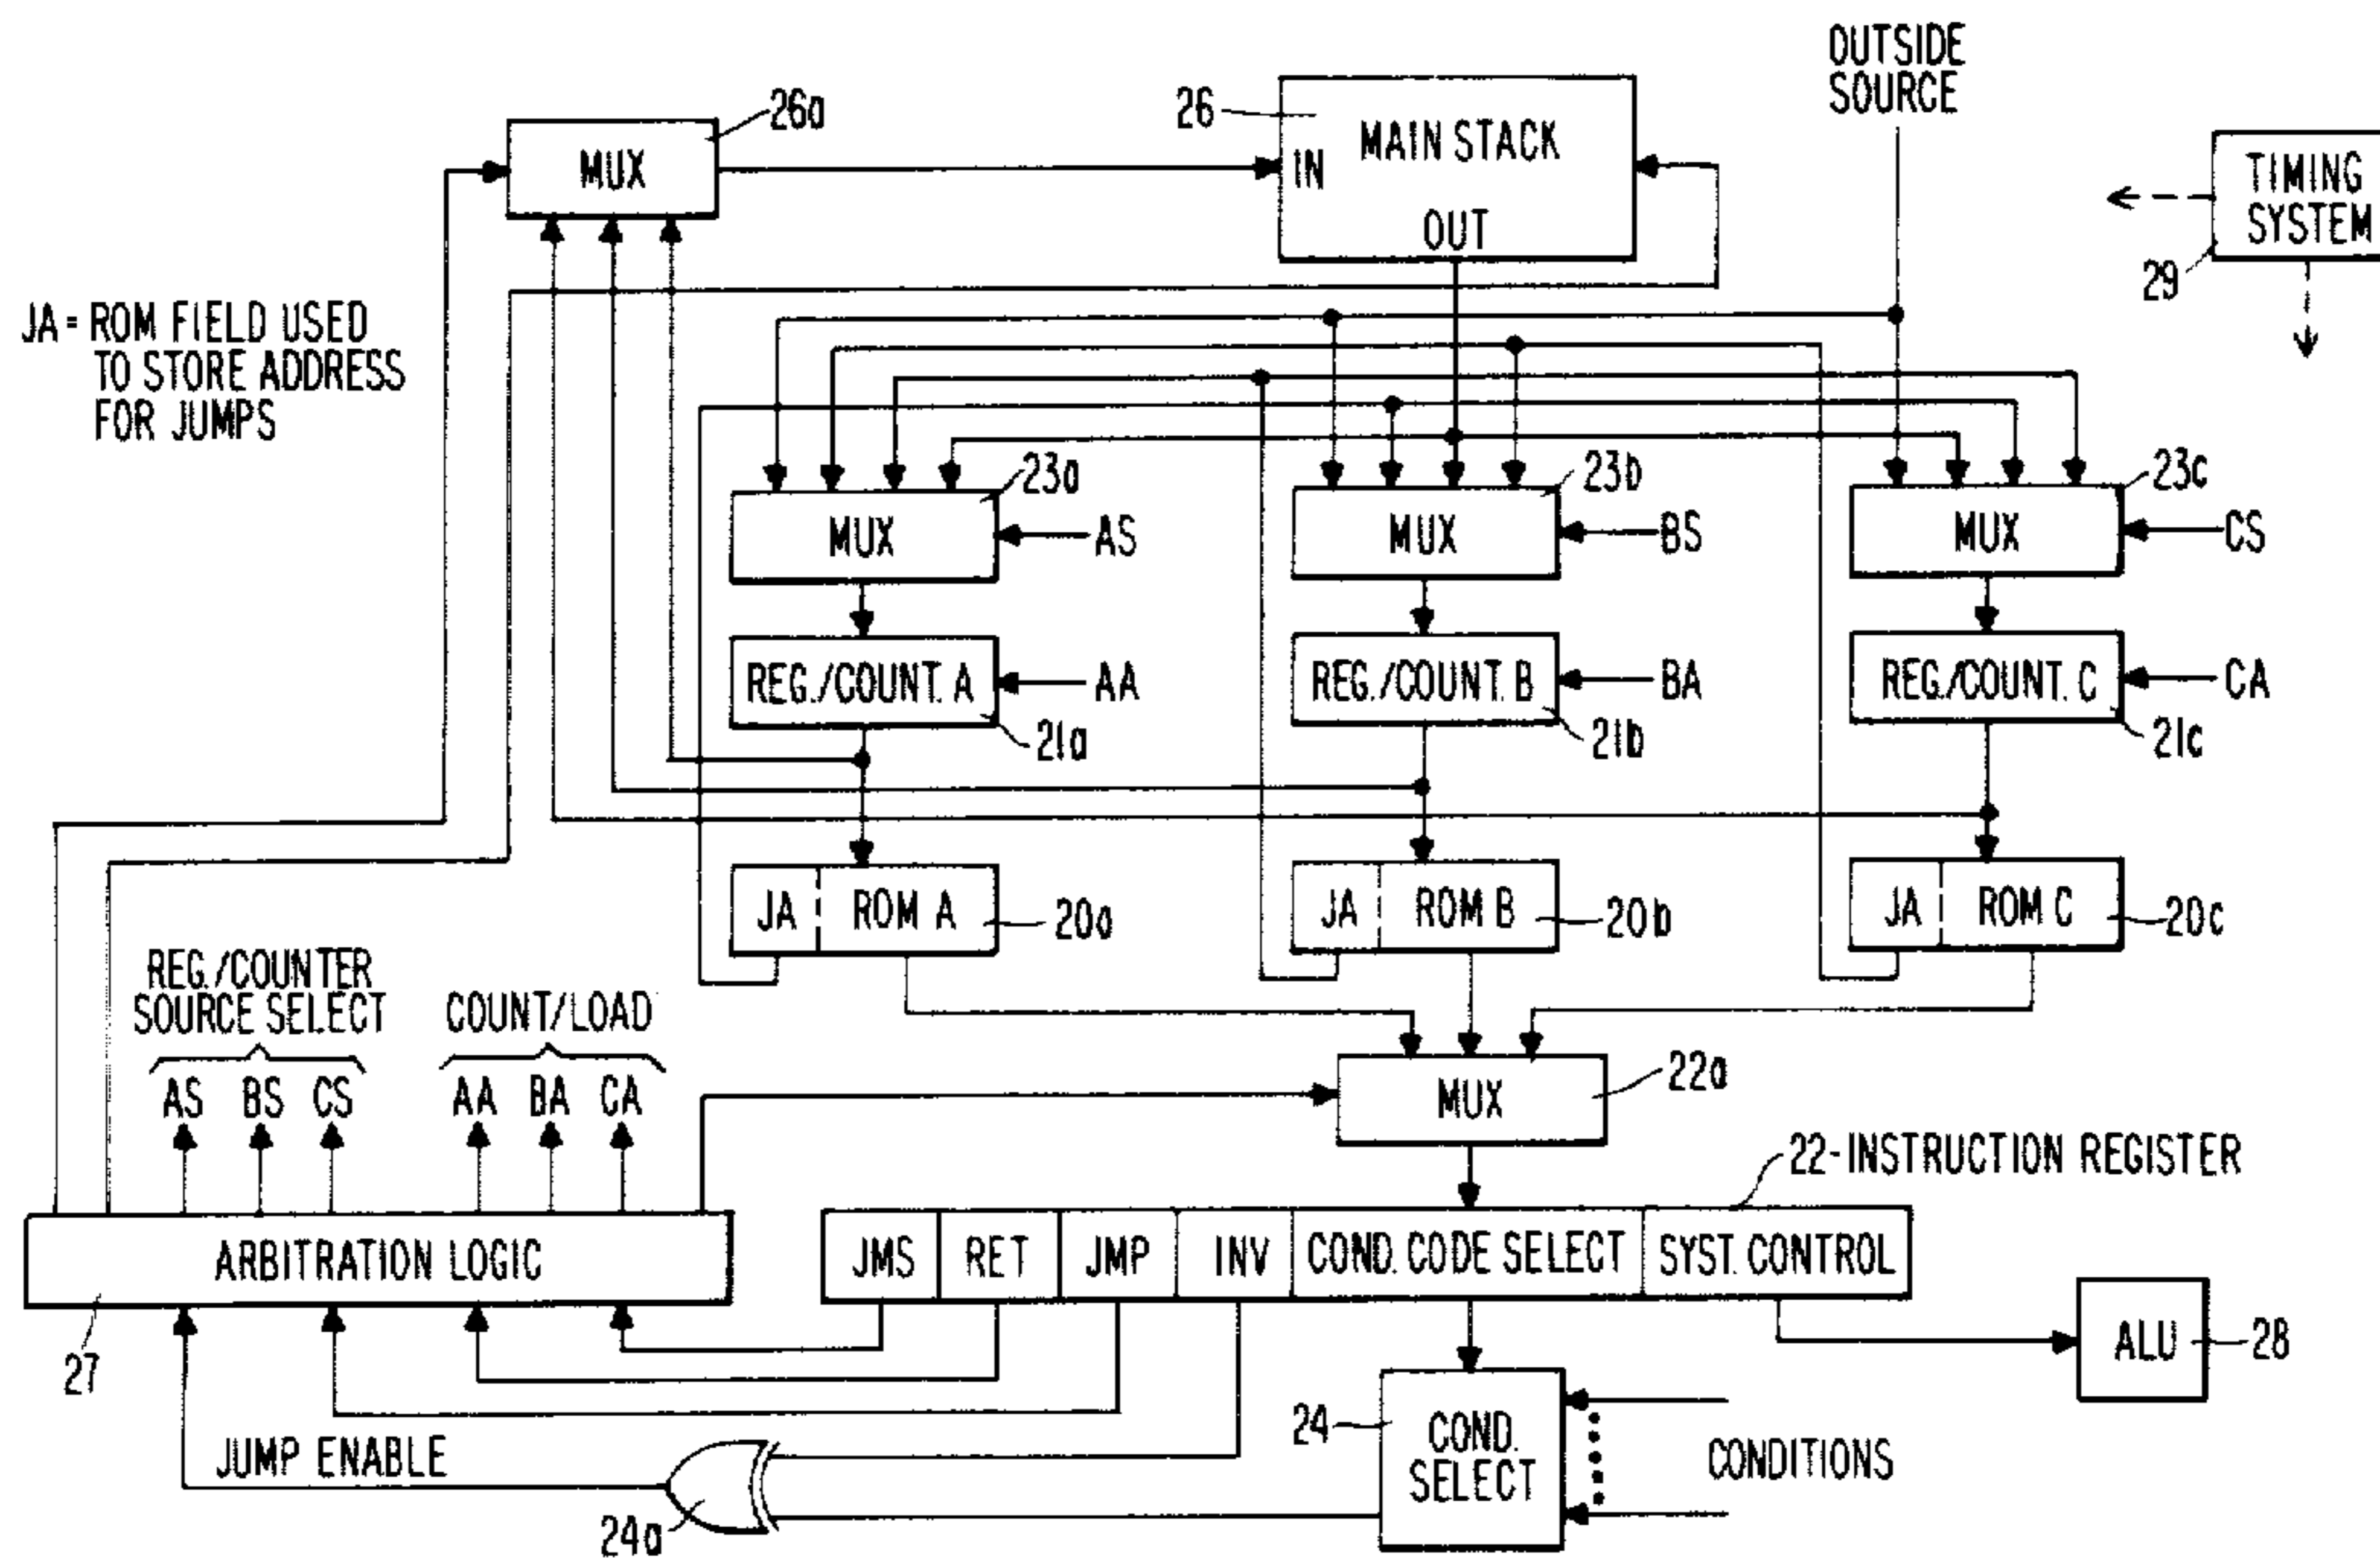 OUTSIDE
SOURCE
26a
26
MUX
MAIN STACK
IN
OUT
TIMING
SYSTEM
29
JA = ROM FIELD USED
TO STORE ADDRESS
FOR JUMPS
23a
23b
23c
MUX
AS
MUX
BS
MUX
CS
REG./COUNT. A
AA
REG./COUNT. B
BA
REG./COUNT. C
CA
21a
21b
21c
JA
ROM A
20a
JA
ROM B
20b
JA
ROM C
20c
REG./COUNTER
SOURCE SELECT
COUNT/LOAD
AS
BS
CS
AA
BA
CA
MUX
22a
22-INSTRUCTION REGISTER
ARBITRATION LOGIC
JMS
RET
JMP
INV
COND. CODE SELECT
SYST. CONTROL
27
ALU
28
24
COND.
SELECT
CONDITIONS
JUMP ENABLE
24a